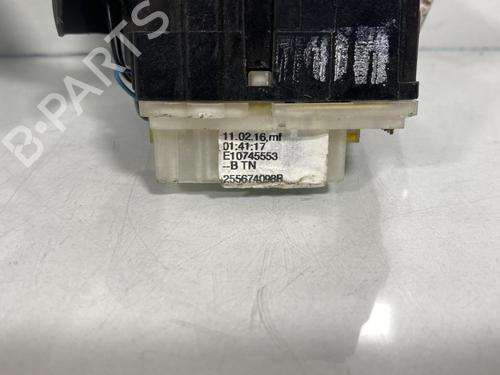 11.02.16,mf
01:41:17
E10745553
--B TN
255674098R
B-PARTS